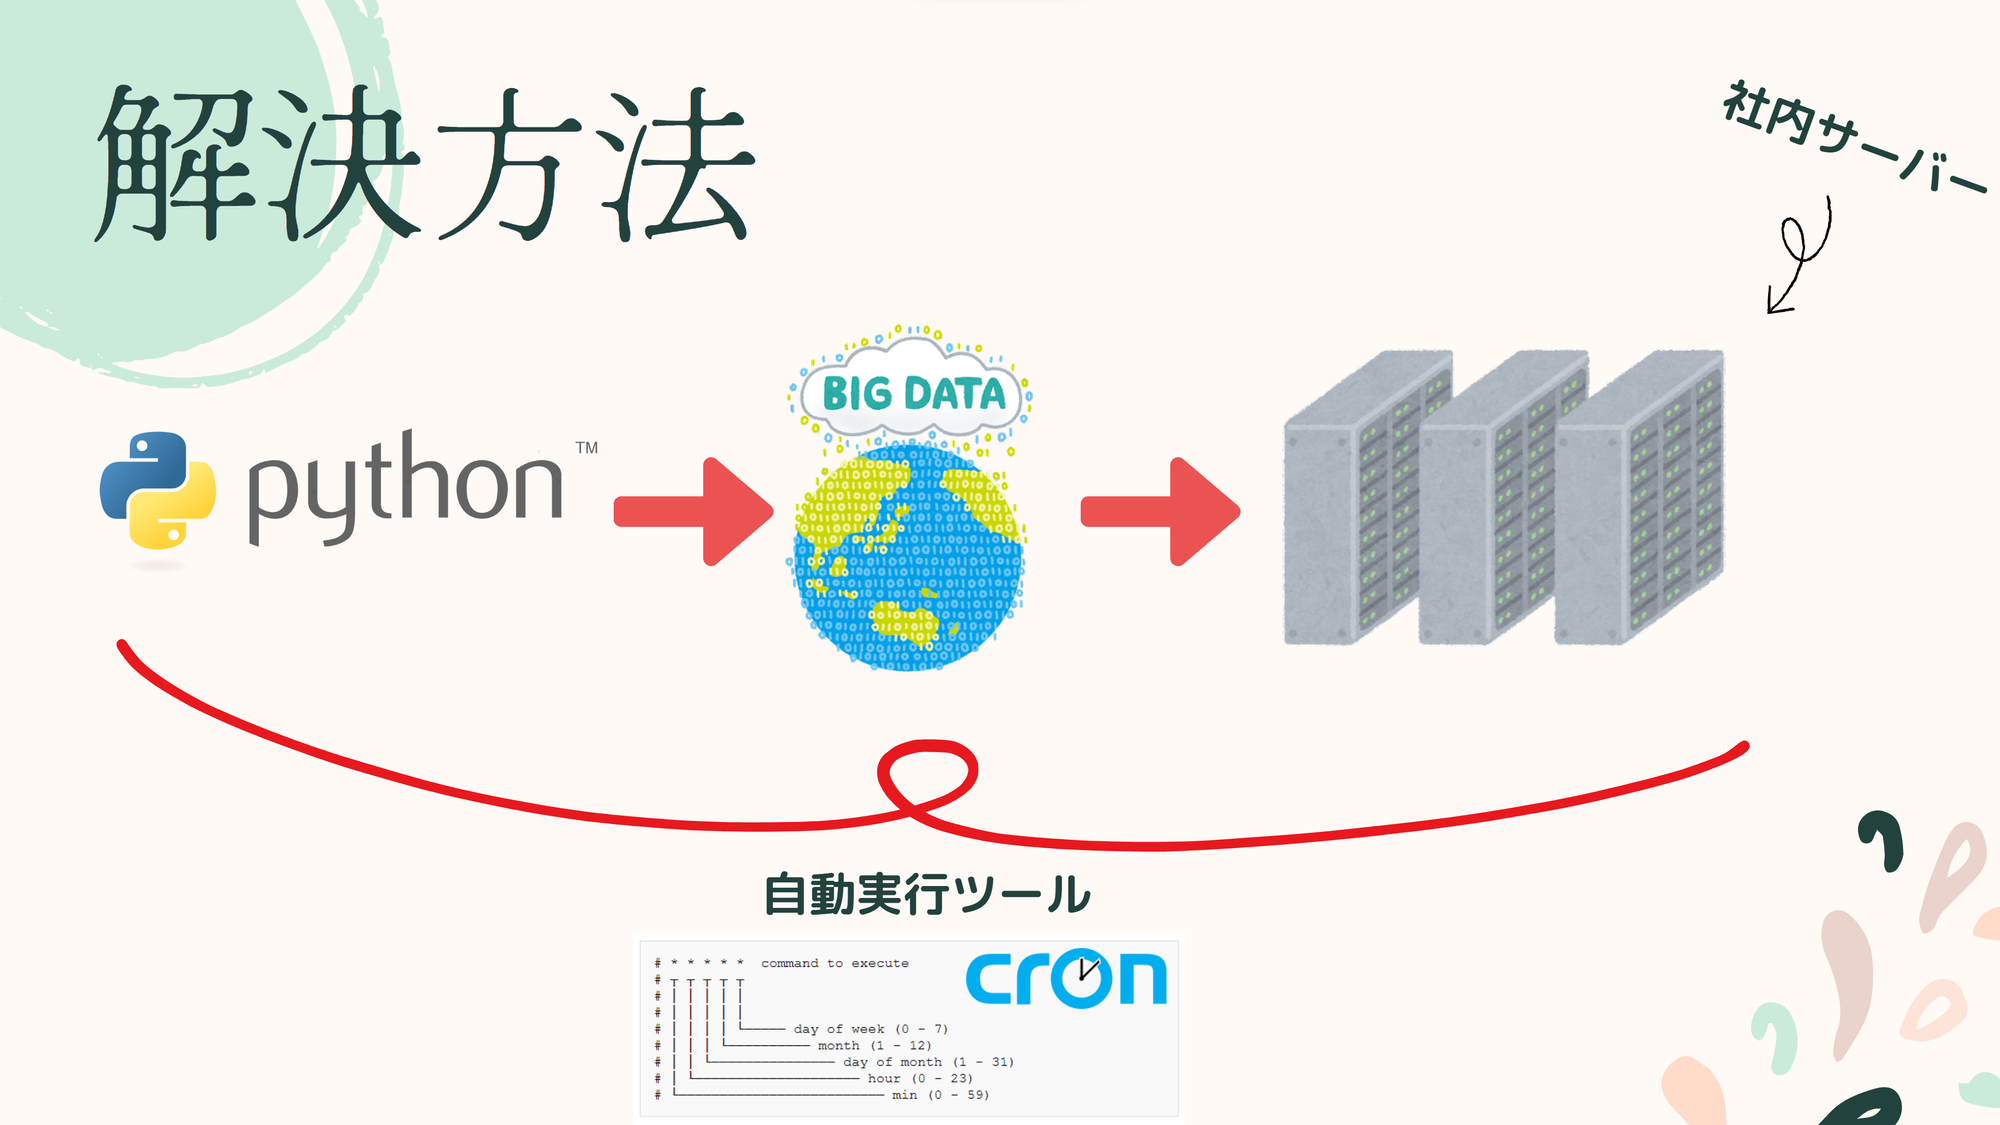 解決方法
社内サーバー
BIG DATA
python TM
自動実行ツール
cron
# * * * * * command to execute
# ┬ ┬ ┬ ┬ ┬
# │ │ │ │ │
# │ │ │ │ │
# │ │ │ │ └───── day of week (0 - 7)
# │ │ │ └────────── month (1 - 12)
# │ │ └─────────────── day of month (1 - 31)
# │ └──────────────────── hour (0 - 23)
# └───────────────────────── min (0 - 59)